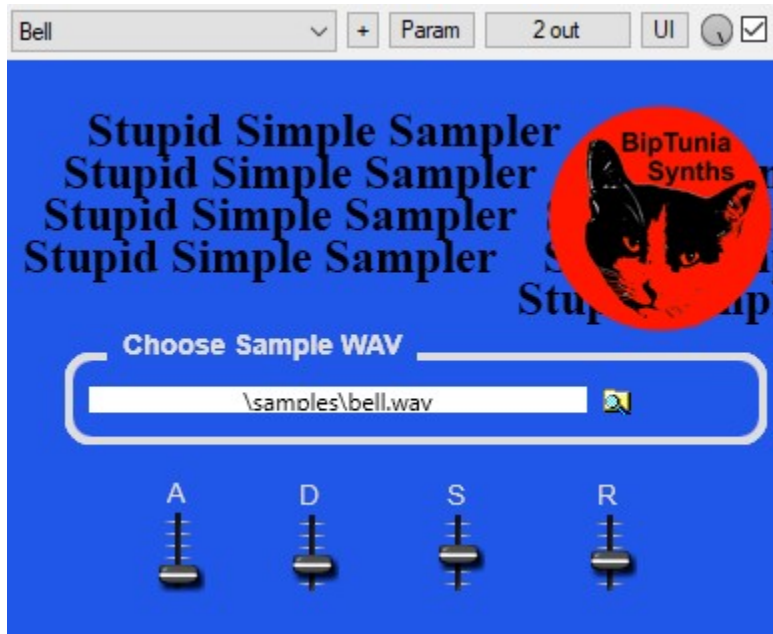 Bell
+
Param
2 out
UI
Stupid Simple Sampler
Stupid Simple Sampler
Stupid Simple Sampler
Stupid Simple Sampler
BipTunia
Synths
Choose Sample WAV
\samples\bell.wav
A D S R